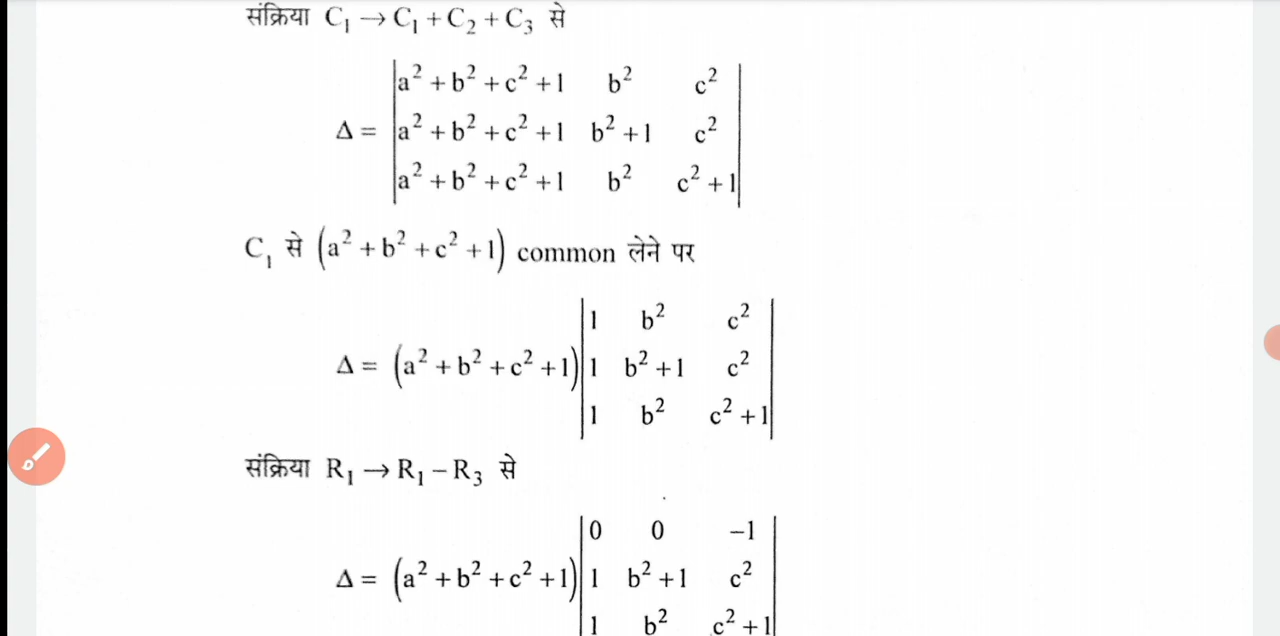 संक्रिया C₁ → C₁ + C₂ + C₃ से
a² + b² + c² + 1 b² c²
Δ = a² + b² + c² + 1 b² + 1 c²
a² + b² + c² + 1 b² c² + 1
C₁ से (a² + b² + c² + 1) common लेने पर
1 b² c²
Δ = (a² + b² + c² + 1) 1 b² + 1 c²
1 b² c² + 1
संक्रिया R₁ → R₁ − R₃ से
0 0 −1
Δ = (a² + b² + c² + 1) 1 b² + 1 c²
1 b² c² + 1